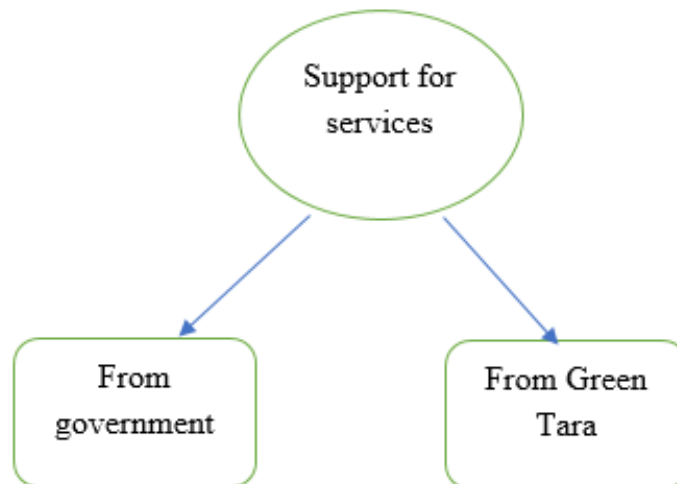 Support for
services
From
government
From Green
Tara